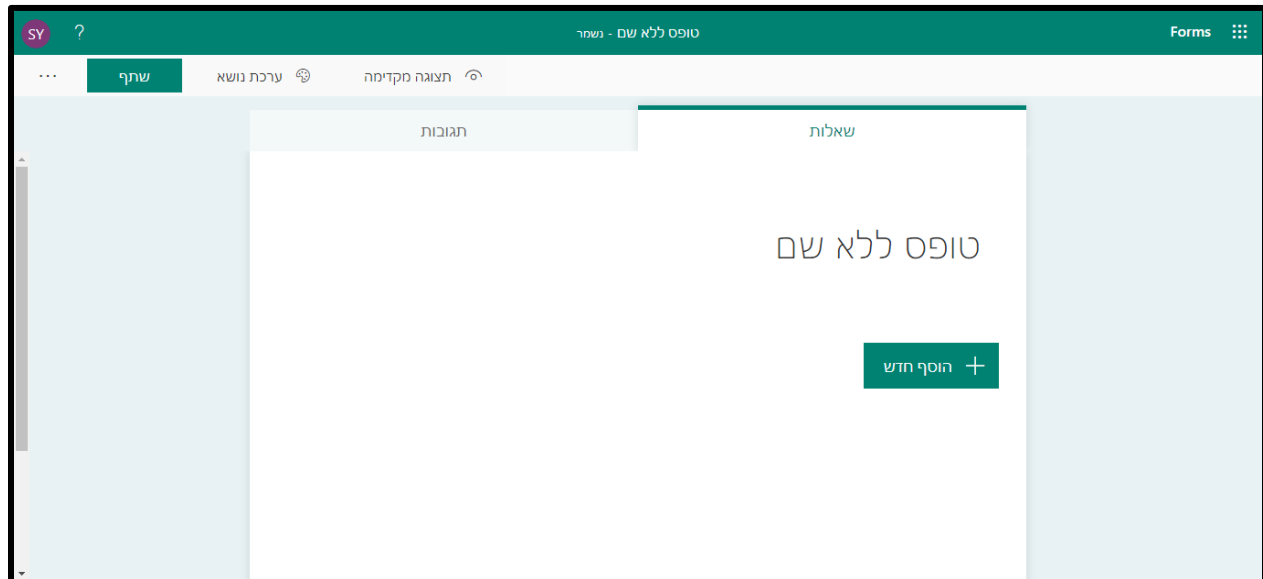 Forms
טופס ללא שם - נשמר
?
SY
תצוגה מקדימה
ערכת נושא
שתף
...
שאלות
תגובות
טופס ללא שם
הוסף חדש